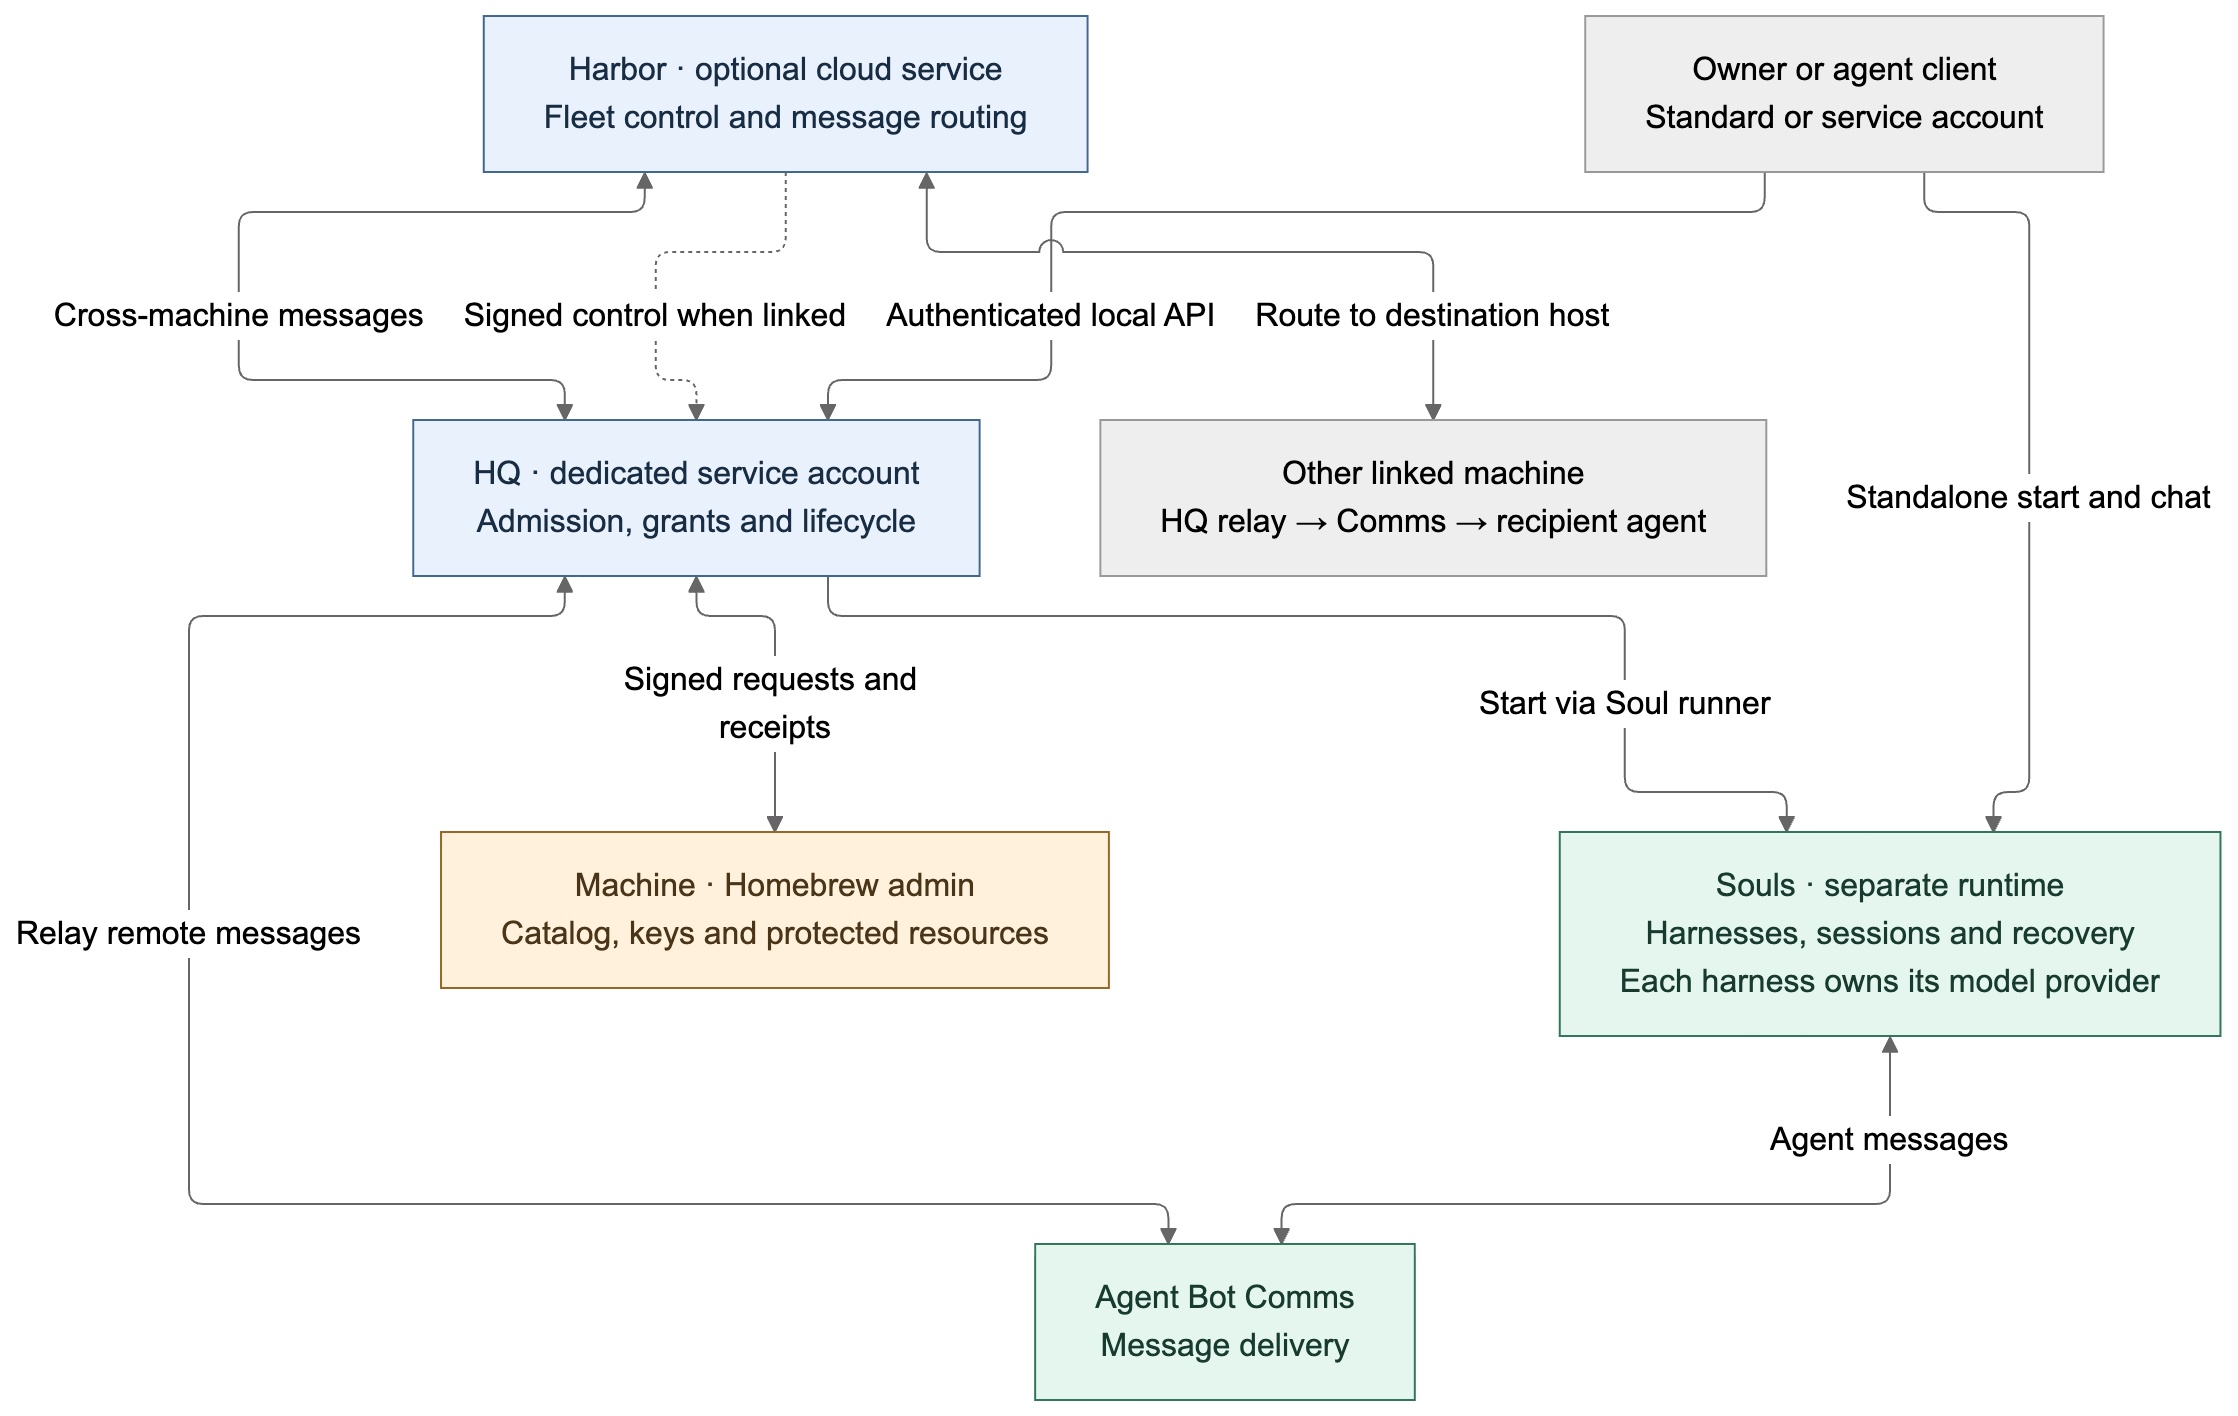 Harbor · optional cloud service
Fleet control and message routing
Owner or agent client
Standard or service account
Cross-machine messages
Signed control when linked
Authenticated local API
Route to destination host
HQ · dedicated service account
Admission, grants and lifecycle
Other linked machine
HQ relay → Comms → recipient agent
Standalone start and chat
Signed requests and
receipts
Start via Soul runner
Machine · Homebrew admin
Catalog, keys and protected resources
Souls · separate runtime
Harnesses, sessions and recovery
Each harness owns its model provider
Relay remote messages
Agent messages
Agent Bot Comms
Message delivery